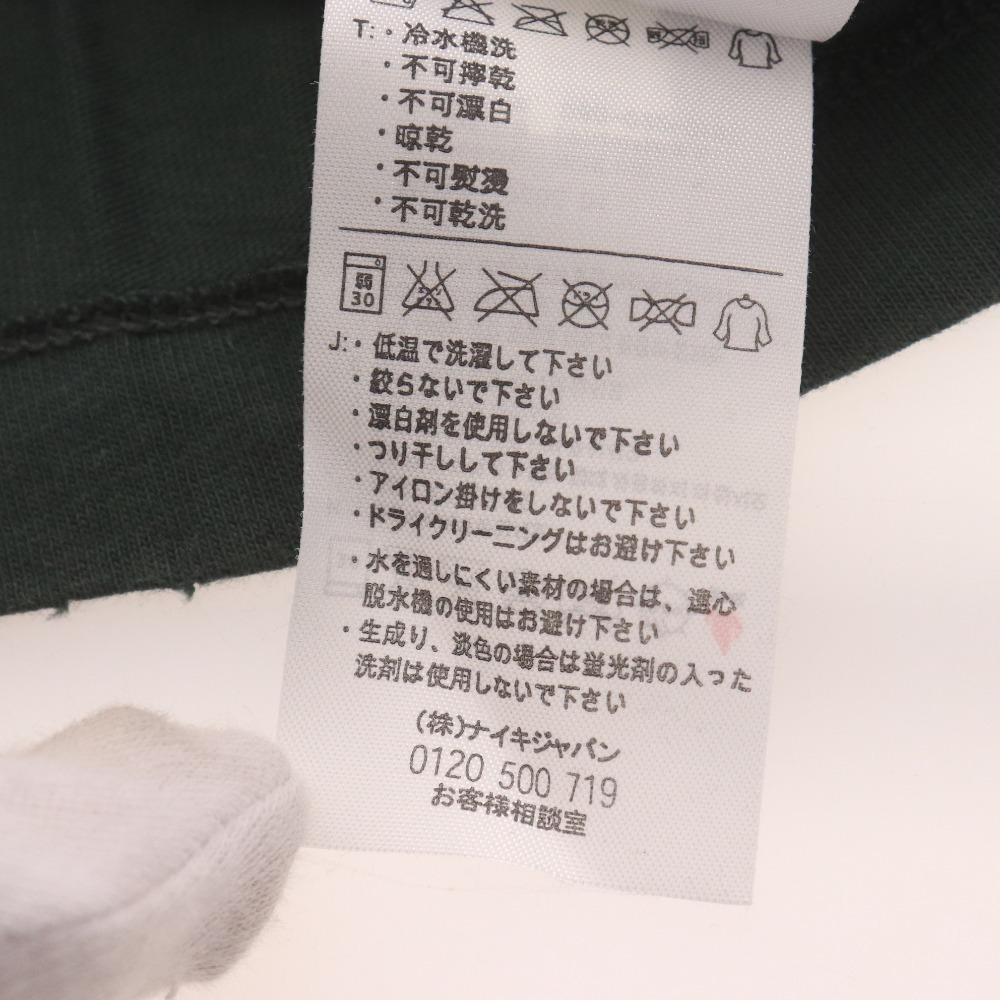 T:・冷水機洗
・不可擰乾
・不可漂白
・晾乾
・不可熨燙
・不可乾洗
弱
30
J:・低温で洗濯して下さい
・絞らないで下さい
・漂白剤を使用しないで下さい
・つり干しして下さい
・アイロン掛けをしないで下さい
・ドライクリーニングはお避け下さい
・水を通しにくい素材の場合は、遠心
脱水機の使用はお避け下さい
・生成り、淡色の場合は蛍光剤の入った
洗剤は使用しないで下さい
(株)ナイキジャパン
0120 500 719
お客様相談室